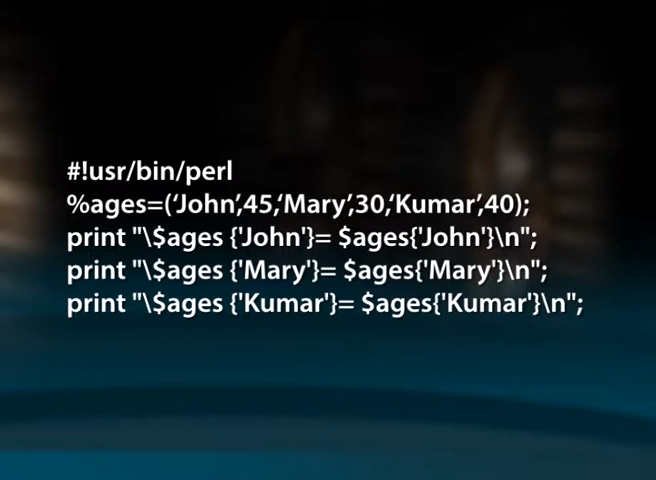 #!usr/bin/perl
%ages=(‘John’,45,‘Mary’,30,‘Kumar’,40);
print "\$ages {'John'}= $ages{'John'}\n";
print "\$ages {'Mary'}= $ages{'Mary'}\n";
print "\$ages {'Kumar'}= $ages{'Kumar'}\n";